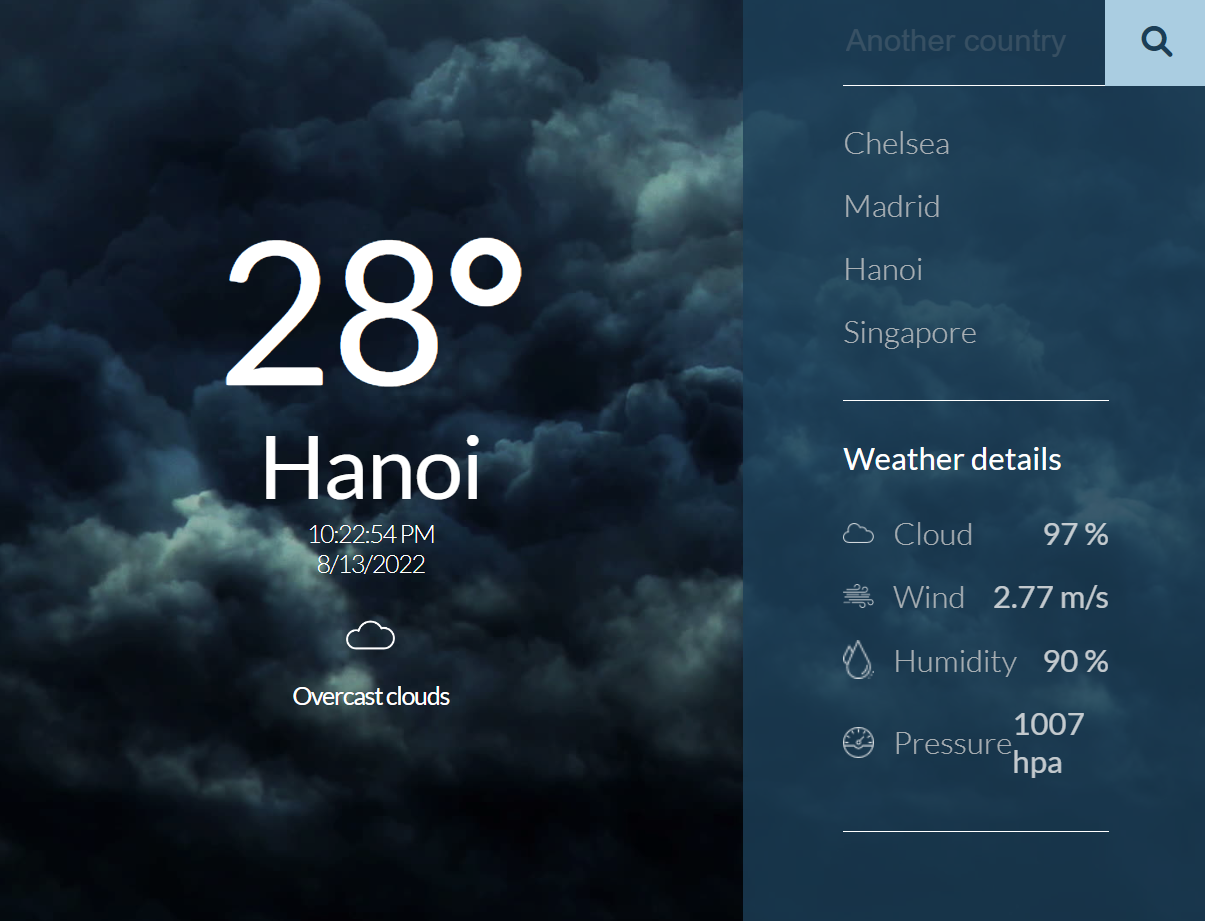 28°
Hanoi
10:22:54 PM
8/13/2022
Overcast clouds
Another country
Chelsea
Madrid
Hanoi
Singapore
Weather details
Cloud 97 %
Wind 2.77 m/s
Humidity 90 %
Pressure 1007
hpa